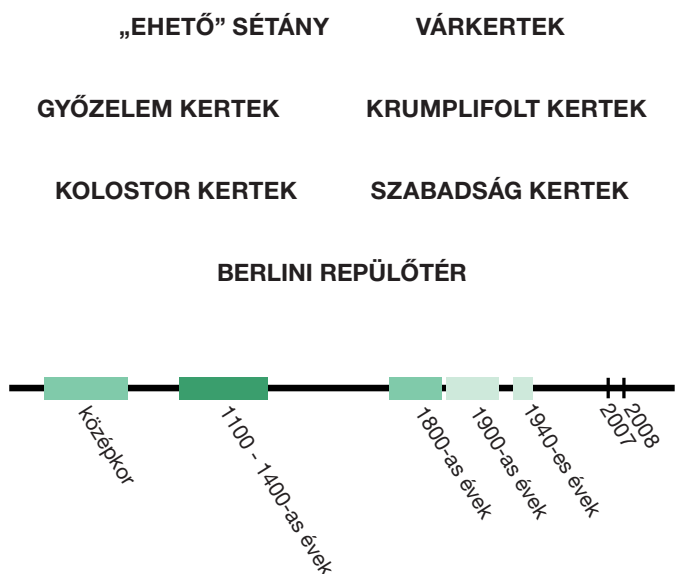 „EHETŐ” SÉTÁNY VÁRKERTEK
GYŐZELEM KERTEK KRUMPLIFOLT KERTEK
KOLOSTOR KERTEK SZABADSÁG KERTEK
BERLINI REPÜLŐTÉR
középkor
1100 - 1400-as évek
1800-as évek
1900-as évek
1940-es évek
2007
2008